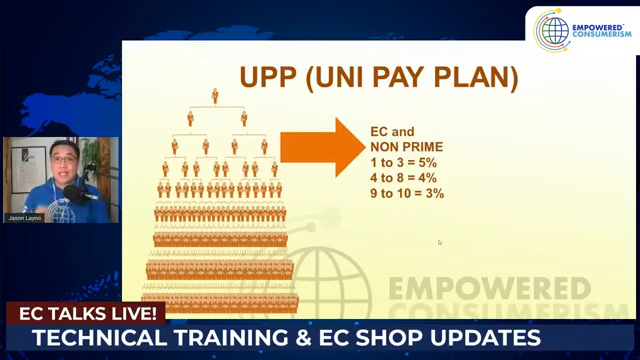 EMPOWERED
CONSUMERISM
UPP (UNI PAY PLAN)
EC and
NON PRIME
1 to 3 = 5%
4 to 8 = 4%
9 to 10 = 3%
Jason Layno
EMPOWERED
CONSUMERISM
EC TALKS LIVE!
TECHNICAL TRAINING & EC SHOP UPDATES